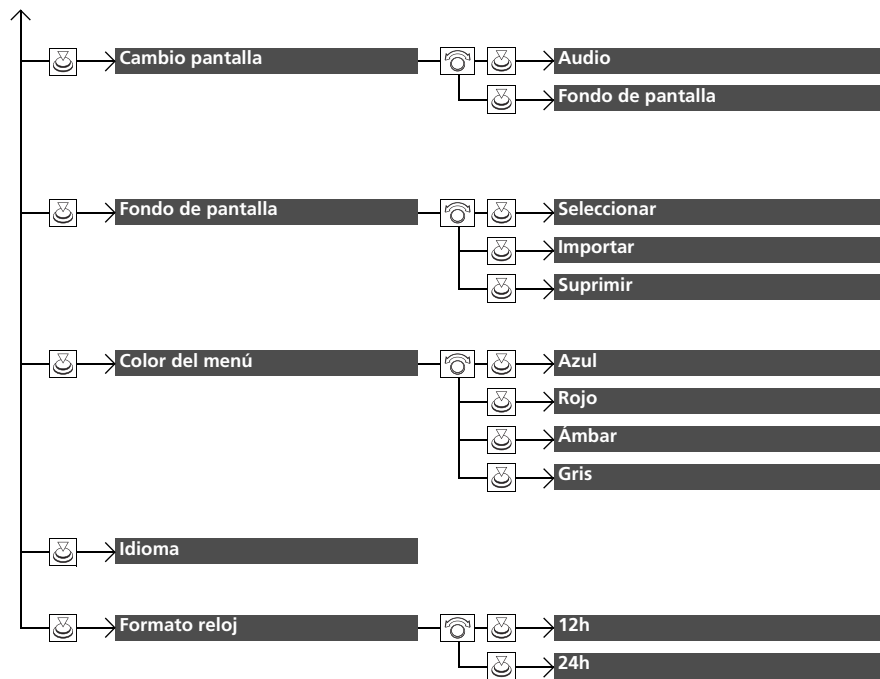 Cambio pantalla
Audio
Fondo de pantalla
Fondo de pantalla
Seleccionar
Importar
Suprimir
Color del menú
Azul
Rojo
Ámbar
Gris
Idioma
Formato reloj
12h
24h